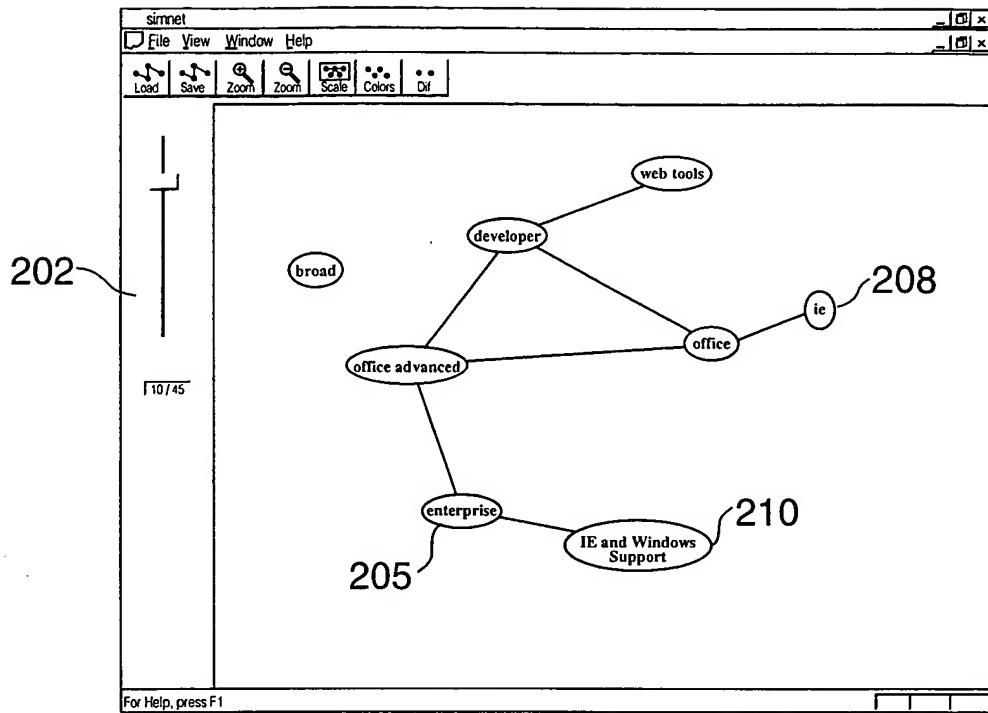 simnet
File View Window Help
Load Save Zoom Zoom Scale Colors Dif
web tools
developer
broad
202
208
ie
office
office advanced
10/45
enterprise
210
IE and Windows
Support
205
For Help, press F1